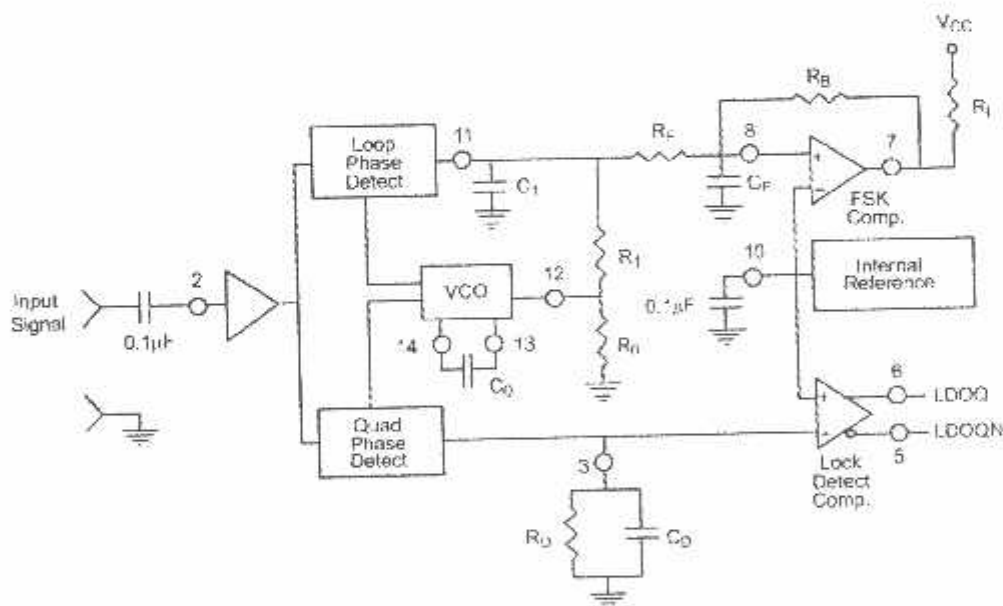 VCC
RB
RL
RF
8
7
11
Loop
Phase
Detect
C1
CF
FSK
Comp.
R1
10
Internal
Reference
2
12
VCO
Input
Signal
0.1µF
0.1µF
14
13
C0
R0
6
LDOQ
LDOQN
5
Quad
Phase
Detect
3
Lock
Detect
Comp.
RD
CD